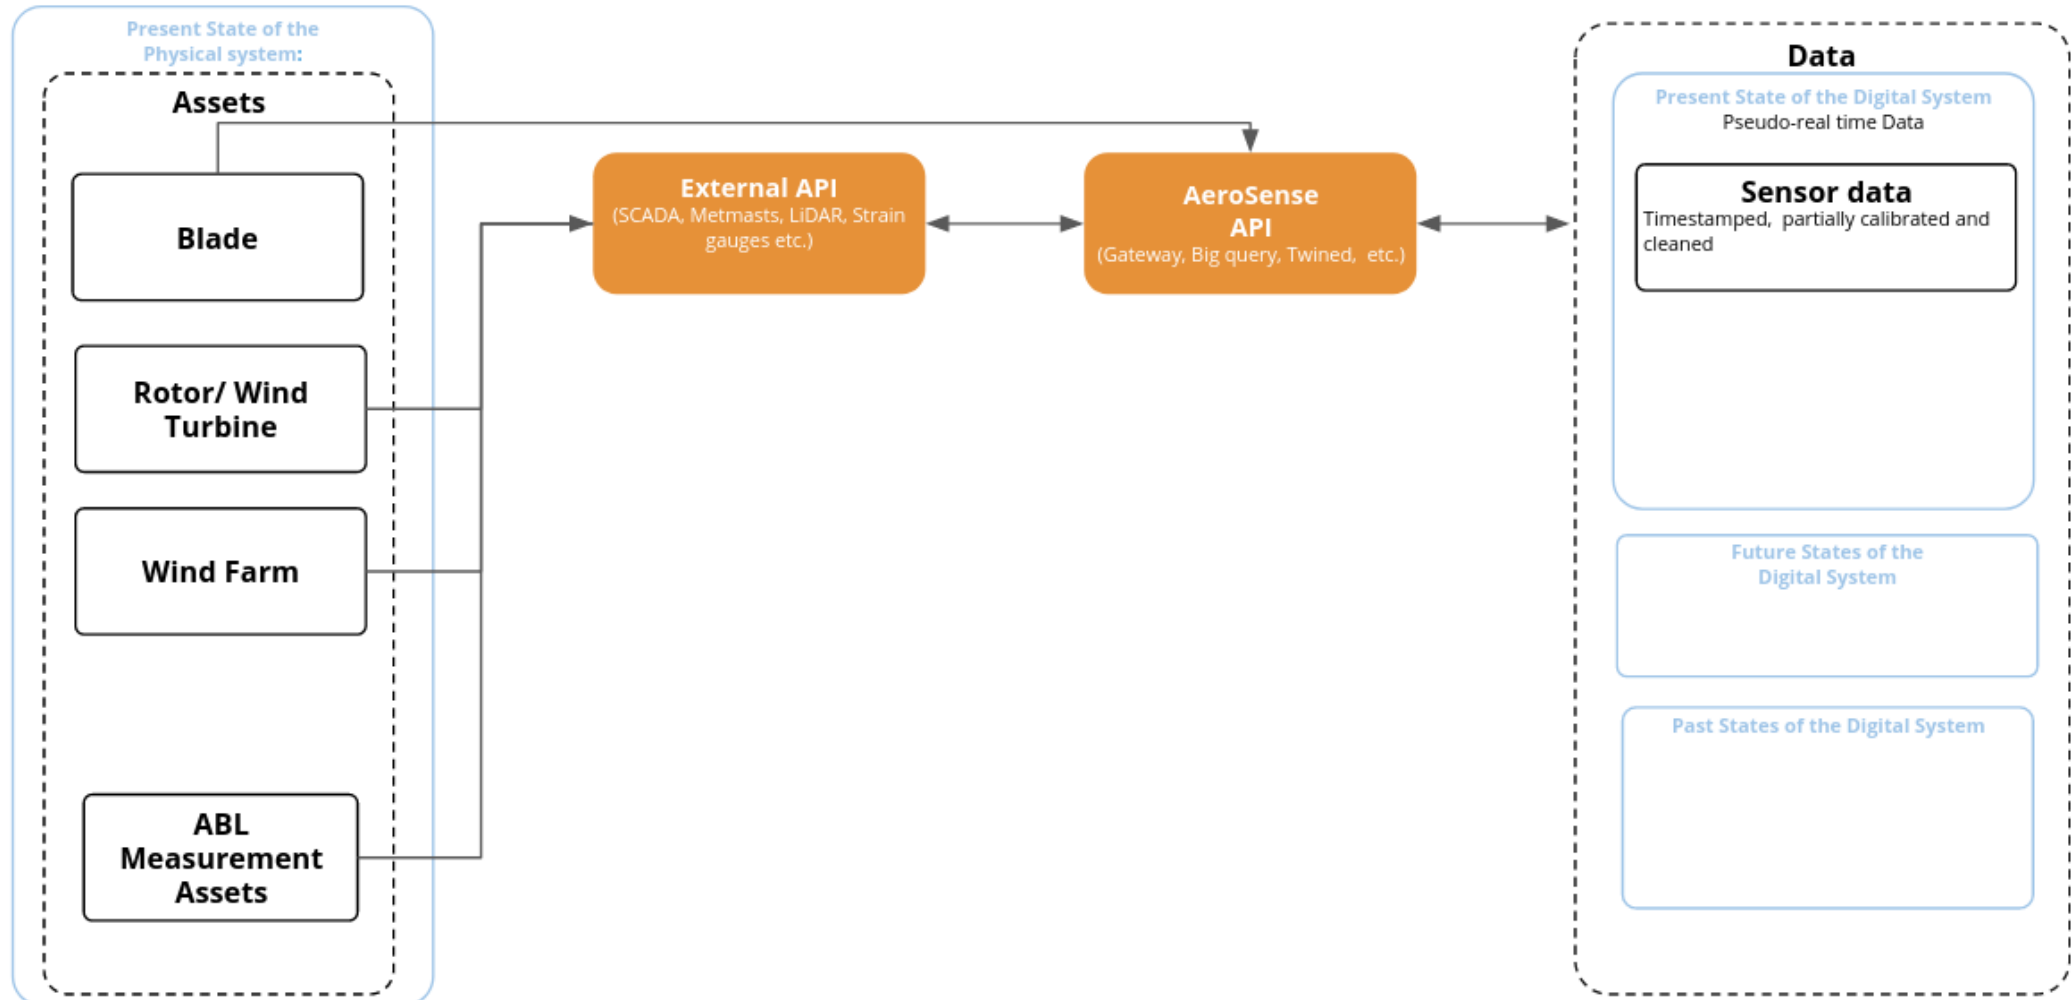 Present State of the
Physical system:
Assets
Blade
Rotor/ Wind
Turbine
Wind Farm
ABL
Measurement
Assets
External API
(SCADA, Metmasts, LiDAR, Strain
gauges etc.)
AeroSense
API
(Gateway, Big query, Twined, etc.)
Data
Present State of the Digital System
Pseudo-real time Data
Sensor data
Timestamped, partially calibrated and
cleaned
Future States of the
Digital System
Past States of the Digital System